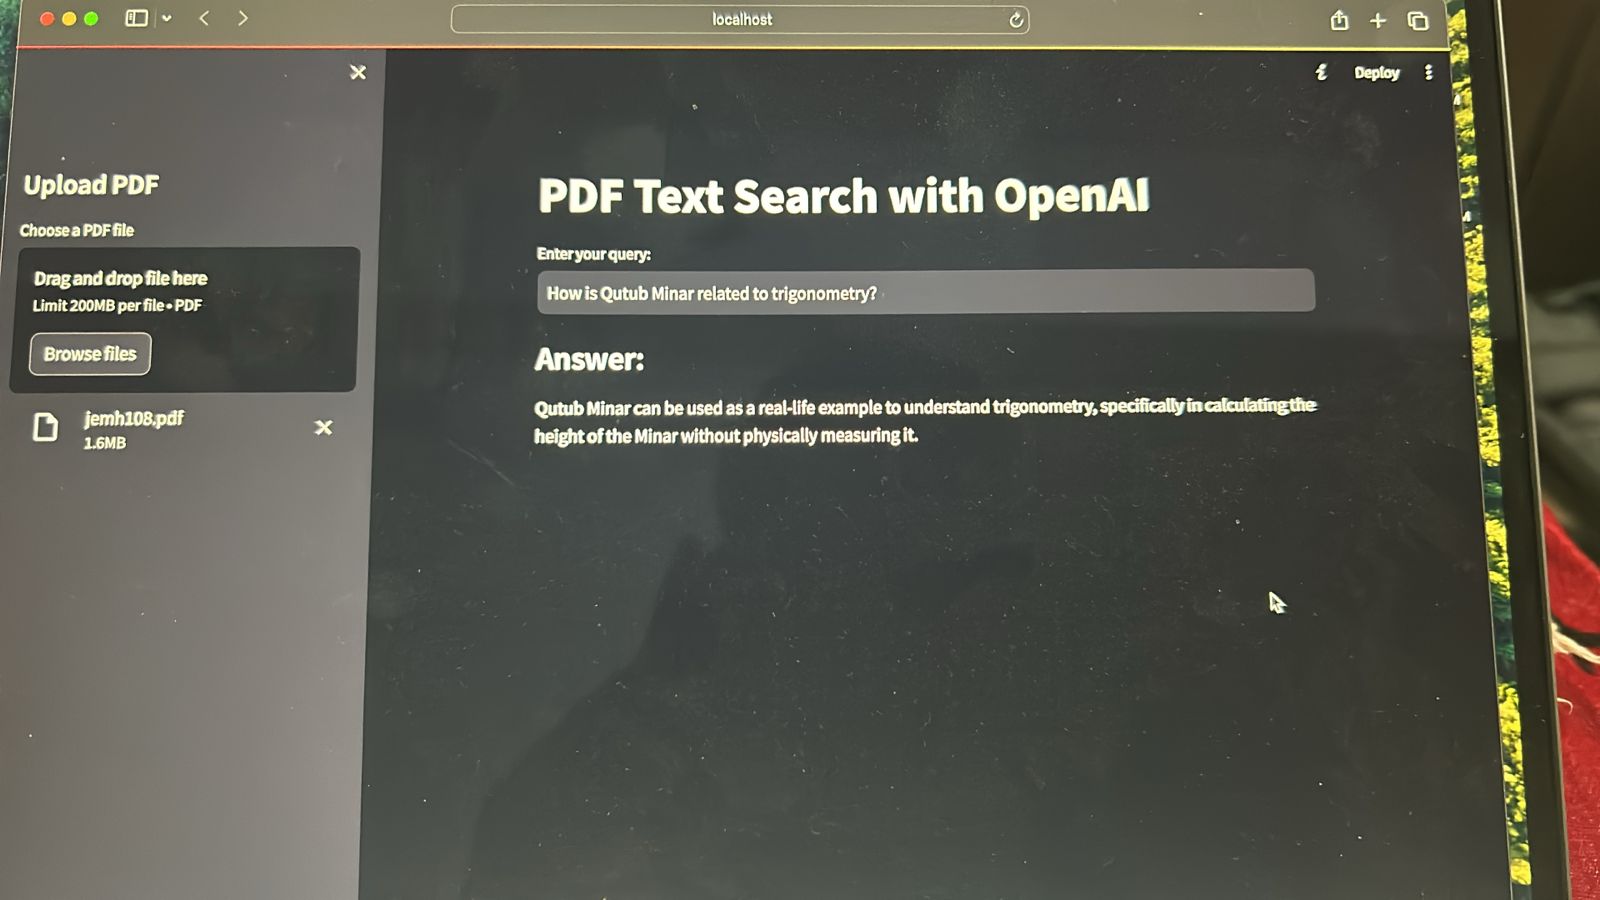 localhost
Deploy
Upload PDF
Choose a PDF file
Drag and drop file here
Limit 200MB per file • PDF
Browse files
jemh108.pdf
1.6MB
PDF Text Search with OpenAI
Enter your query:
How is Qutub Minar related to trigonometry?
Answer:
Qutub Minar can be used as a real-life example to understand trigonometry, specifically in calculating the
height of the Minar without physically measuring it.